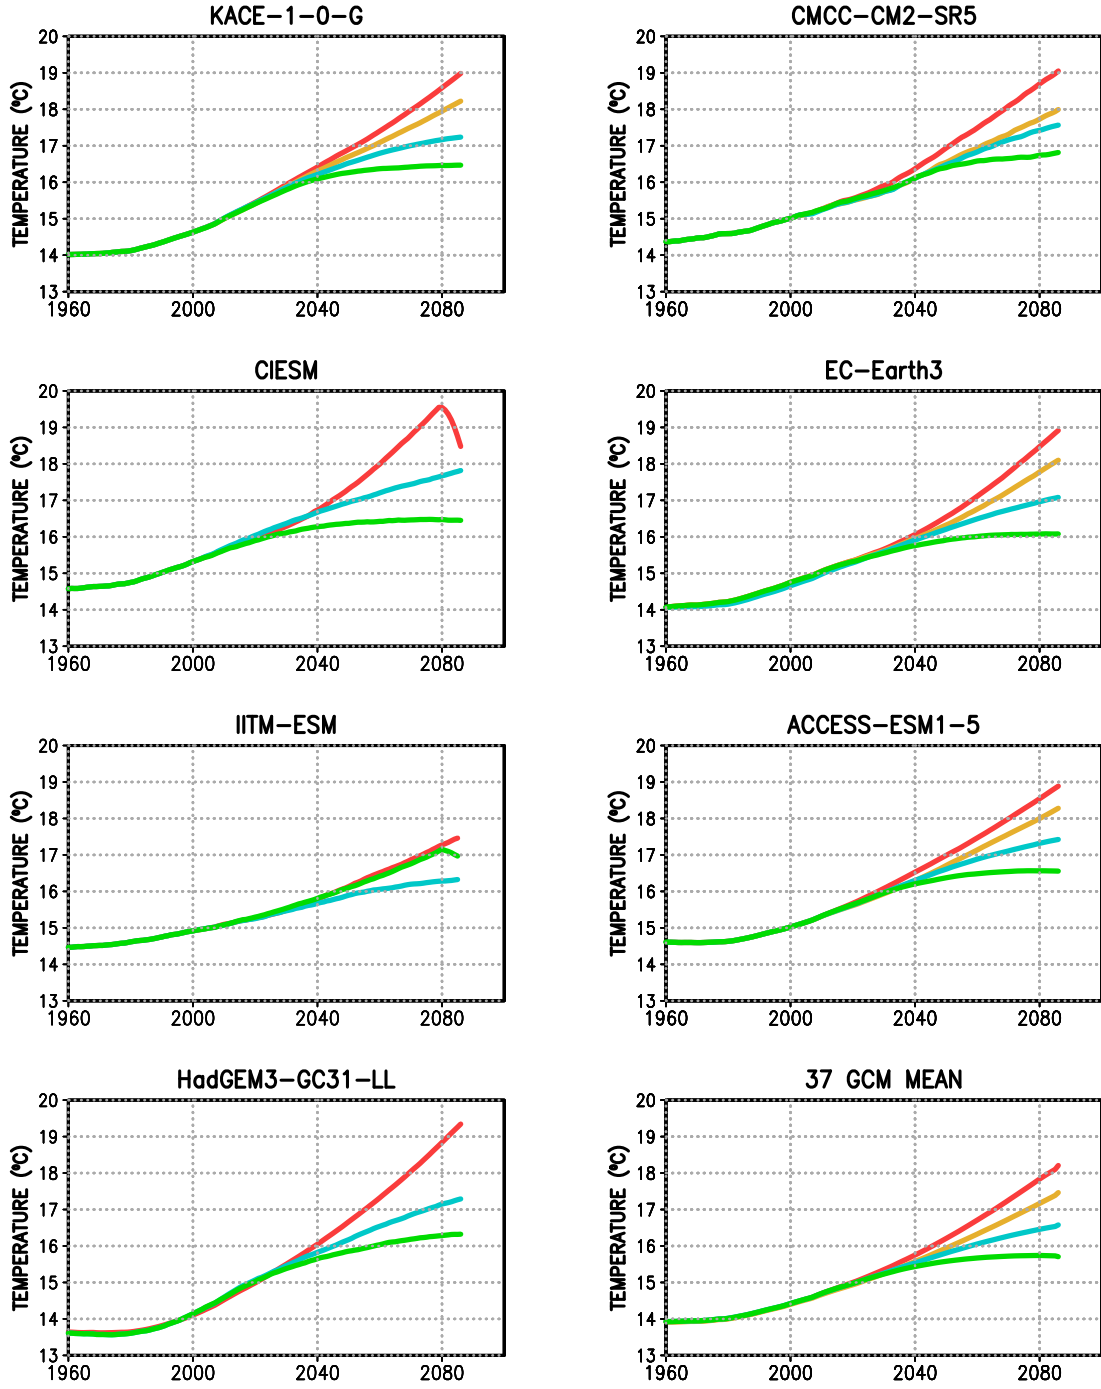 KACE-1-0-G
CMCC-CM2-SR5
20
19
18
17
16
15
14
13
TEMPERATURE (ºC)
1960 2000 2040 2080
20
19
18
17
16
15
14
13
TEMPERATURE (ºC)
1960 2000 2040 2080
CIESM
EC-Earth3
20
19
18
17
16
15
14
13
TEMPERATURE (ºC)
1960 2000 2040 2080
20
19
18
17
16
15
14
13
TEMPERATURE (ºC)
1960 2000 2040 2080
IITM-ESM
ACCESS-ESM1-5
20
19
18
17
16
15
14
13
TEMPERATURE (ºC)
1960 2000 2040 2080
20
19
18
17
16
15
14
13
TEMPERATURE (ºC)
1960 2000 2040 2080
HadGEM3-GC31-LL
37 GCM MEAN
20
19
18
17
16
15
14
13
TEMPERATURE (ºC)
1960 2000 2040 2080
20
19
18
17
16
15
14
13
TEMPERATURE (ºC)
1960 2000 2040 2080